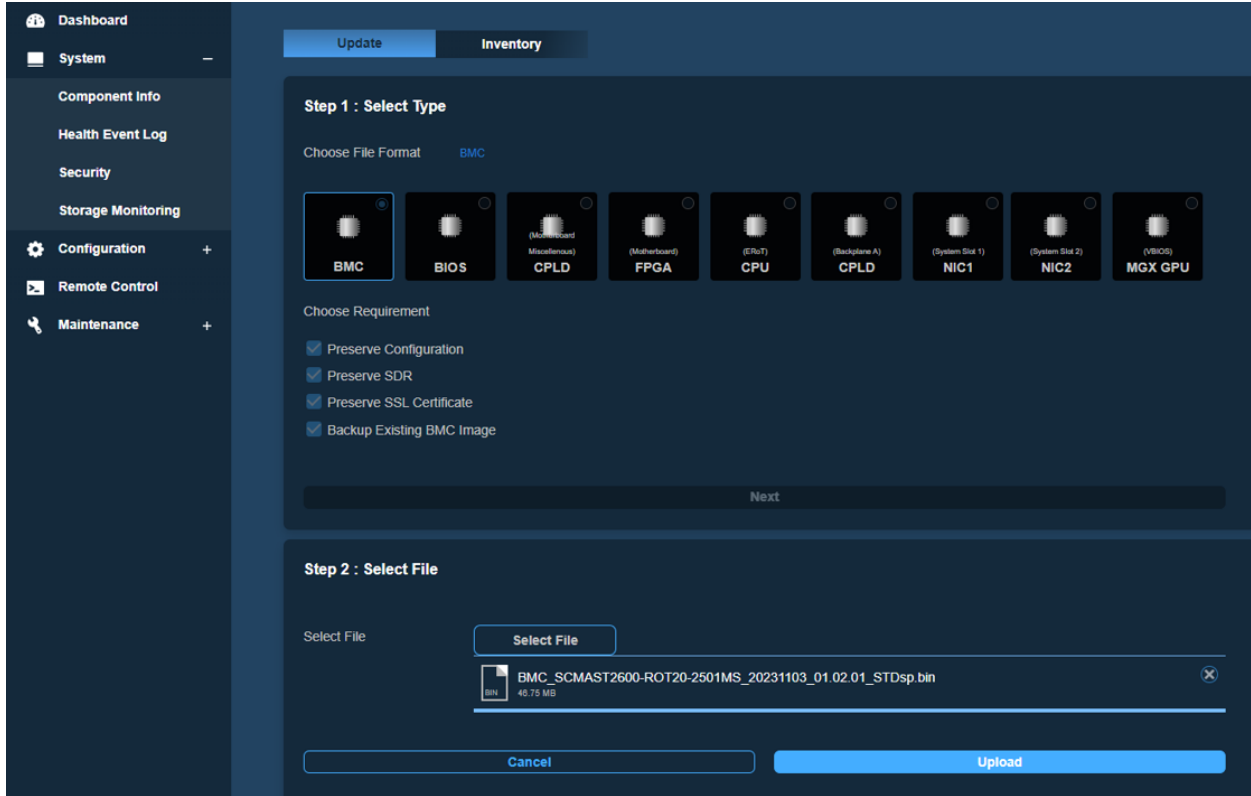 Dashboard
System –
Component Info
Health Event Log
Security
Storage Monitoring
Configuration +
Remote Control
Maintenance +
Update Inventory
Step 1 : Select Type
Choose File Format BMC
BMC
BIOS
(Motherboard
Miscellenous)
CPLD
(Motherboard)
FPGA
(ERoT)
CPU
(Backplane A)
CPLD
(System Slot 1)
NIC1
(System Slot 2)
NIC2
(VBIOS)
MGX GPU
Choose Requirement
Preserve Configuration
Preserve SDR
Preserve SSL Certificate
Backup Existing BMC Image
Next
Step 2 : Select File
Select File Select File
BIN
BMC_SCMAST2600-ROT20-2501MS_20231103_01.02.01_STDsp.bin
46.75 MB
Cancel Upload